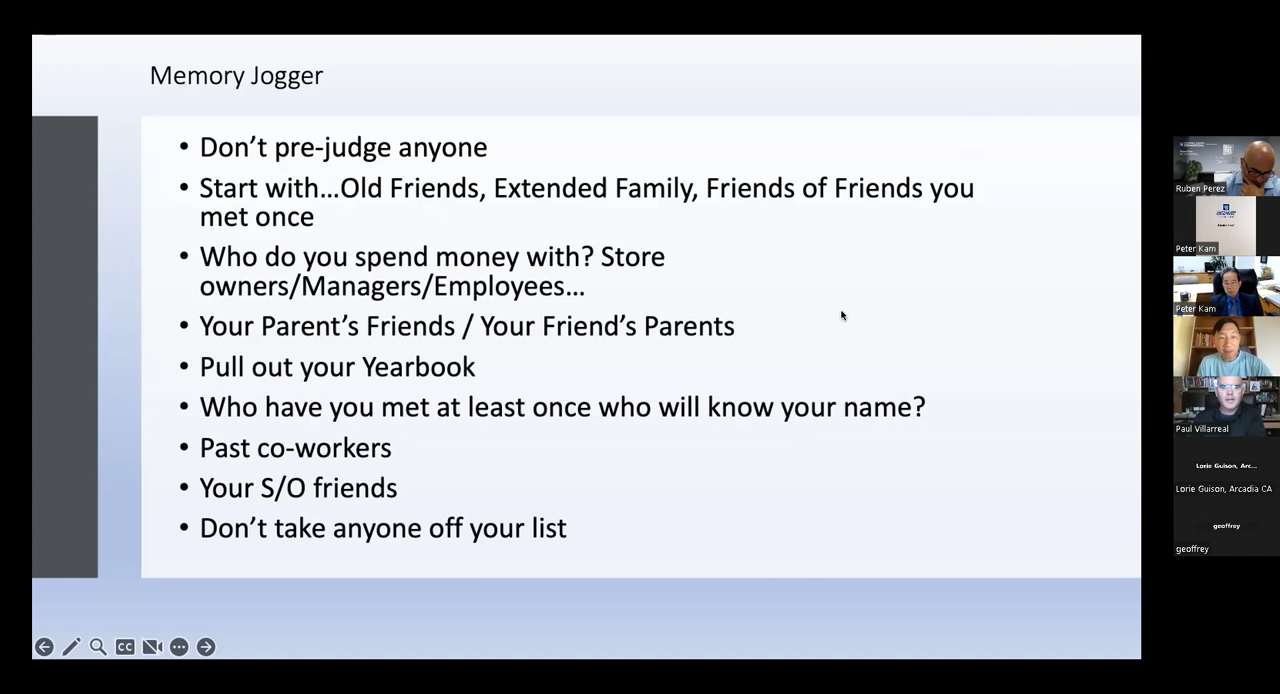 Memory Jogger
• Don’t pre-judge anyone
• Start with...Old Friends, Extended Family, Friends of Friends you
met once
• Who do you spend money with? Store
owners/Managers/Employees...
• Your Parent’s Friends / Your Friend’s Parents
• Pull out your Yearbook
• Who have you met at least once who will know your name?
• Past co-workers
• Your S/O friends
• Don’t take anyone off your list
CC
Ruben Perez
Peter Kam
Peter Kam
Paul Villarreal
Lorie Guison, Arc...
Lorie Guison, Arcadia CA
geoffrey
geoffrey